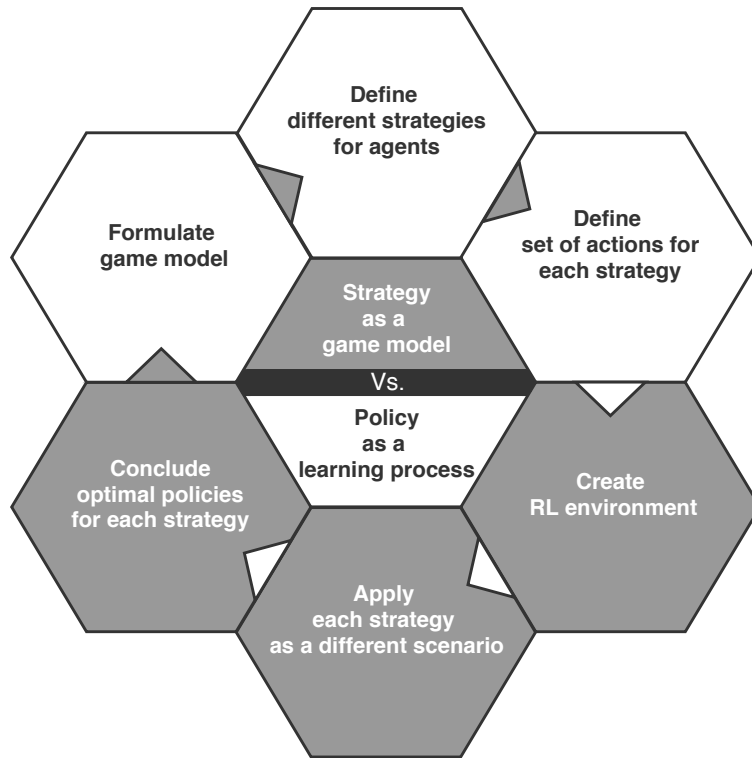 Define
different strategies
for agents
Formulate
game model
Define
set of actions for
each strategy
Strategy
as a
game model
Vs.
Policy
as a
learning process
Conclude
optimal policies
for each strategy
Create
RL environment
Apply
each strategy
as a different scenario